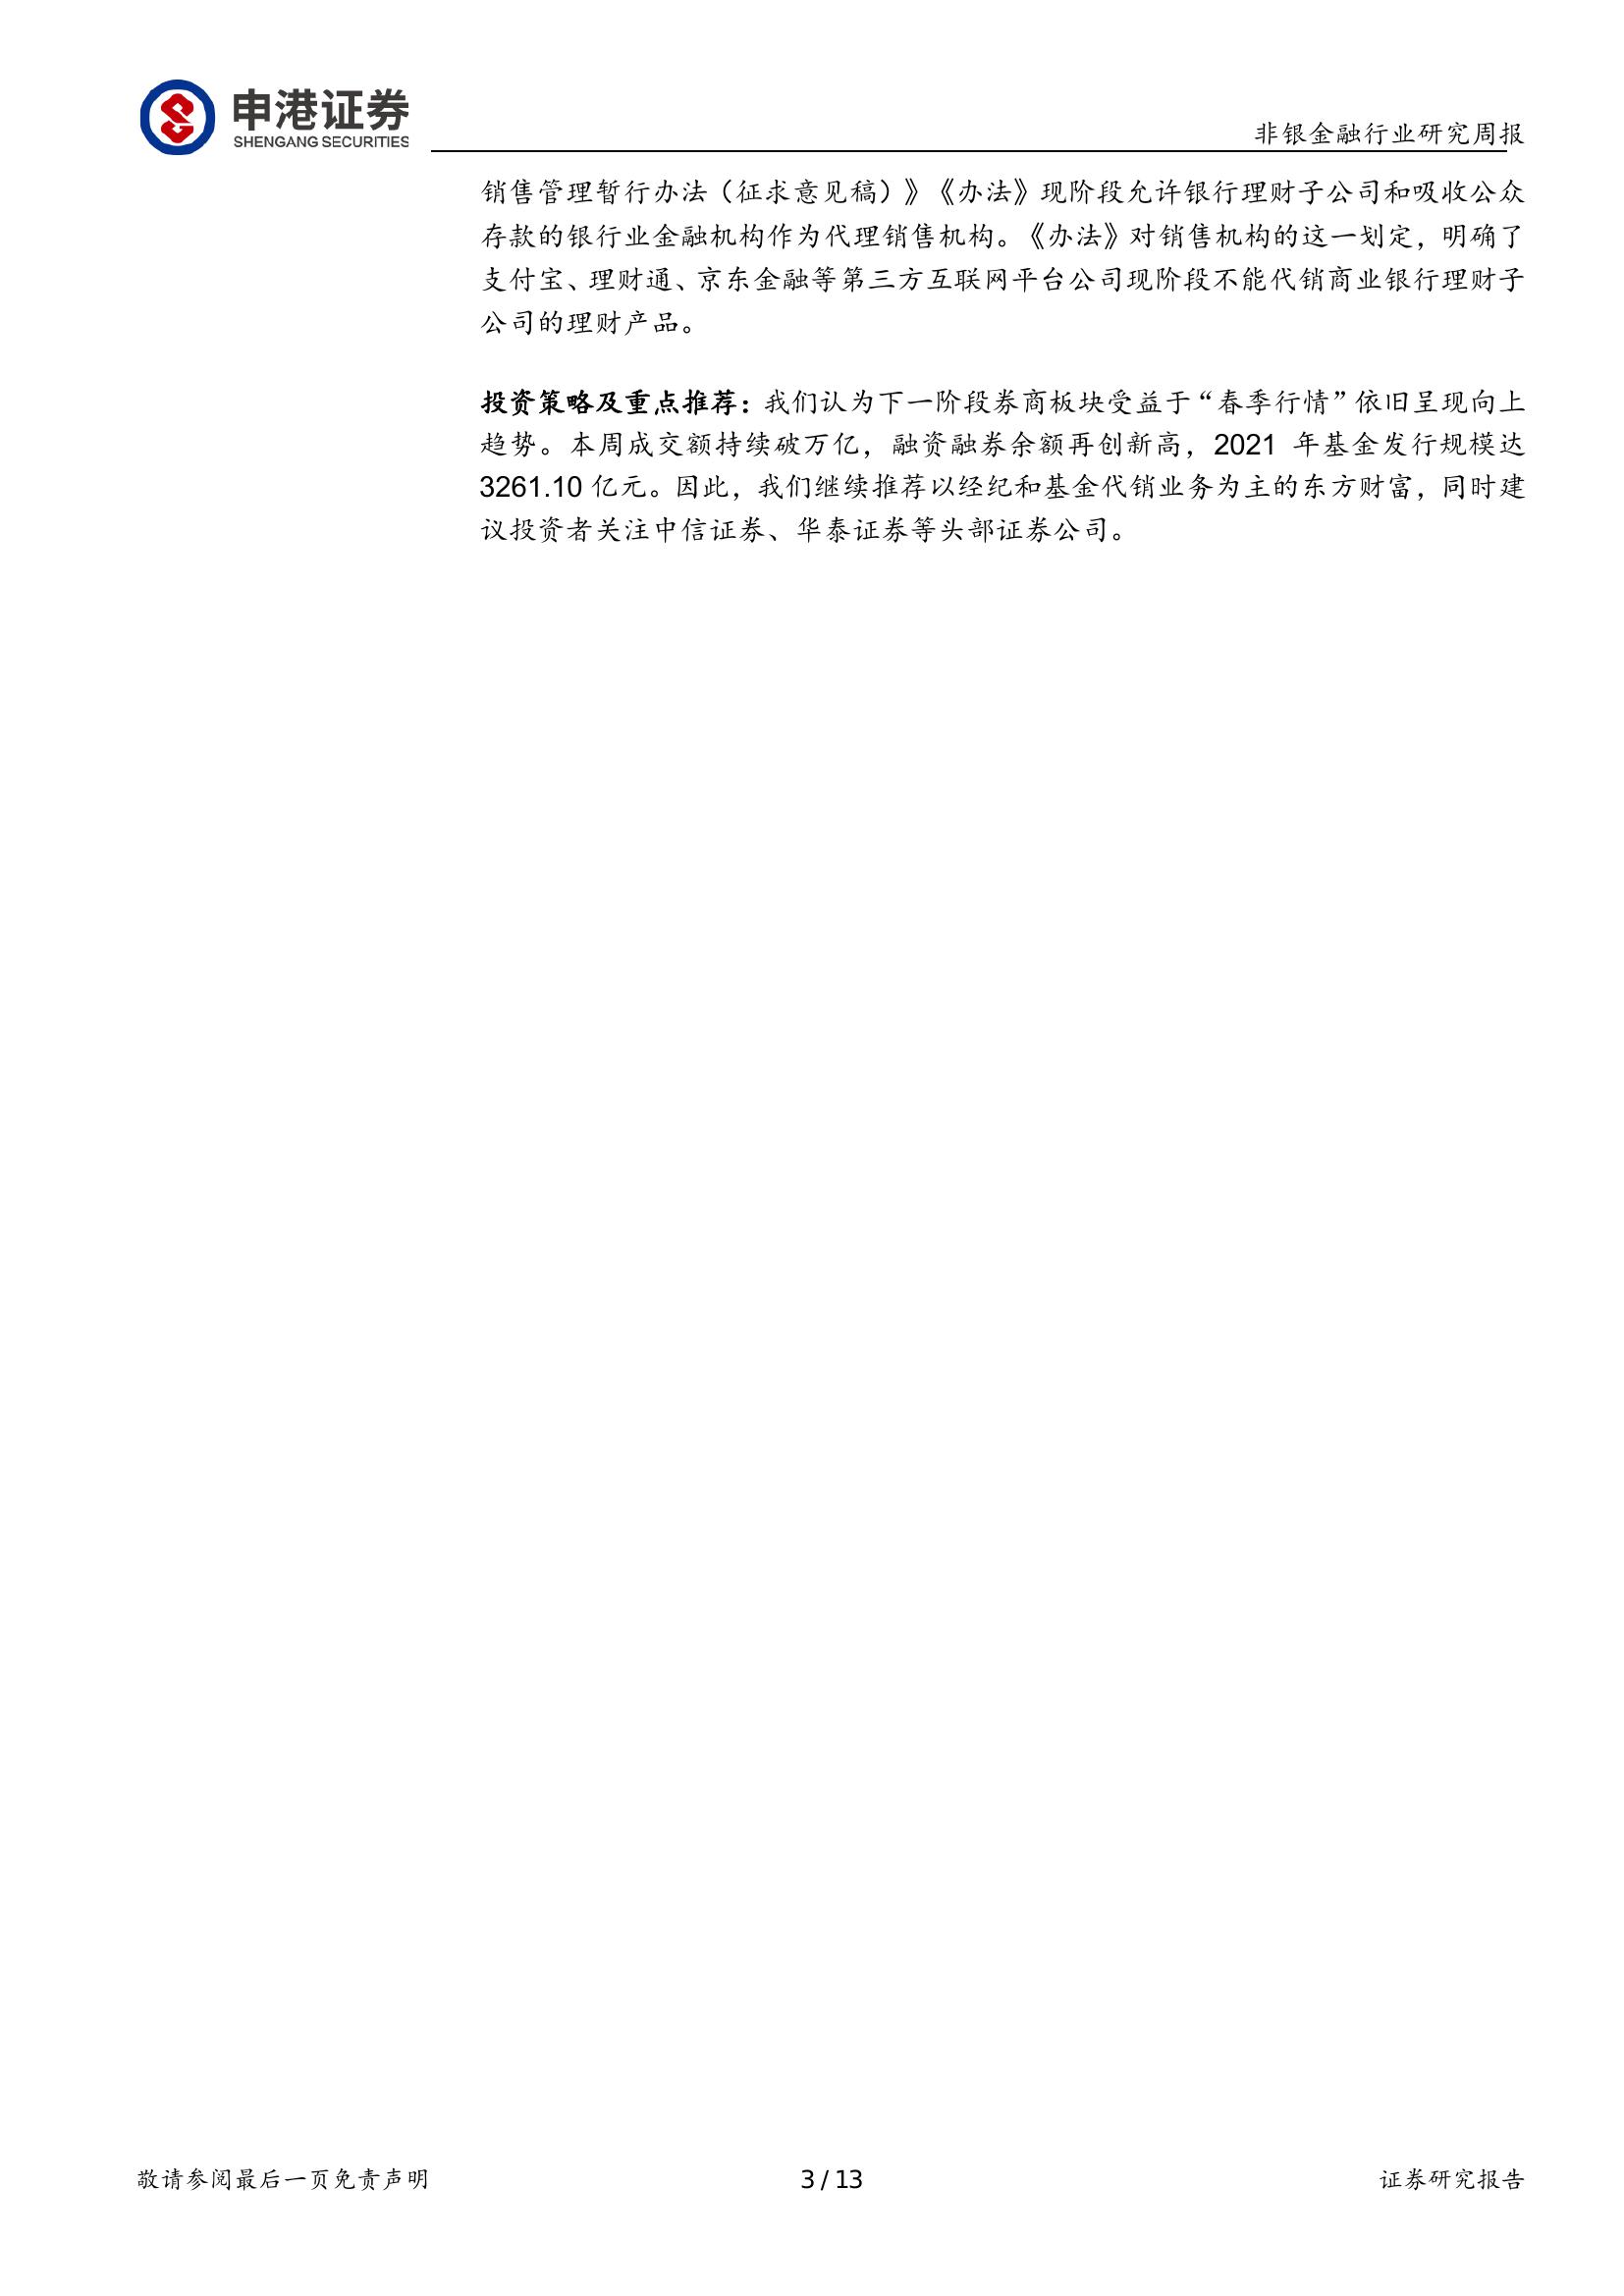 申港证券
SHENGANG SECURITIES
非银金融行业研究周报
销售管理暂行办法（征求意见稿）》《办法》现阶段允许银行理财子公司和吸收公众
存款的银行业金融机构作为代理销售机构。《办法》对销售机构的这一划定，明确了
支付宝、理财通、京东金融等第三方互联网平台公司现阶段不能代销商业银行理财子
公司的理财产品。
投资策略及重点推荐：我们认为下一阶段券商板块受益于“春季行情”依旧呈现向上
趋势。本周成交额持续破万亿，融资融券余额再创新高，2021 年基金发行规模达
3261.10 亿元。因此，我们继续推荐以经纪和基金代销业务为主的东方财富，同时建
议投资者关注中信证券、华泰证券等头部证券公司。
敬请参阅最后一页免责声明
3 / 13
证券研究报告